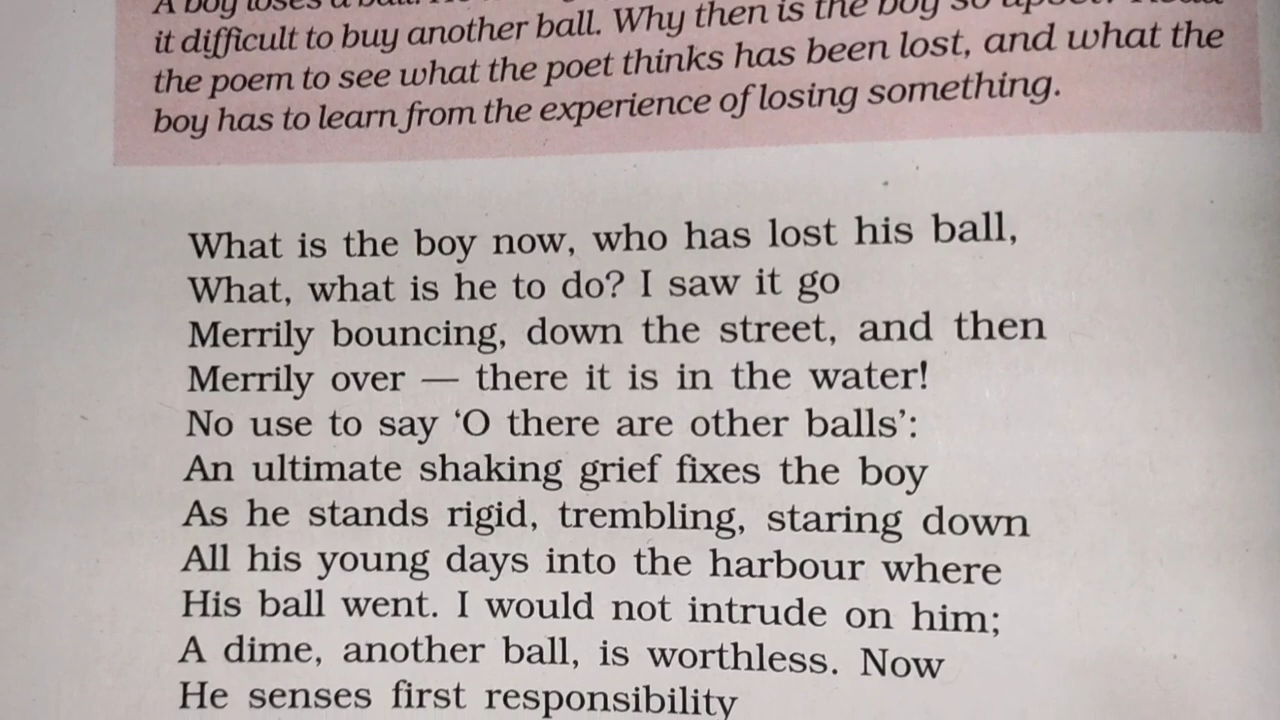 A boy loses a ball.
it difficult to buy another ball. Why then is the boy so upset? Read
the poem to see what the poet thinks has been lost, and what the
boy has to learn from the experience of losing something.
What is the boy now, who has lost his ball,
What, what is he to do? I saw it go
Merrily bouncing, down the street, and then
Merrily over — there it is in the water!
No use to say ‘O there are other balls’:
An ultimate shaking grief fixes the boy
As he stands rigid, trembling, staring down
All his young days into the harbour where
His ball went. I would not intrude on him;
A dime, another ball, is worthless. Now
He senses first responsibility